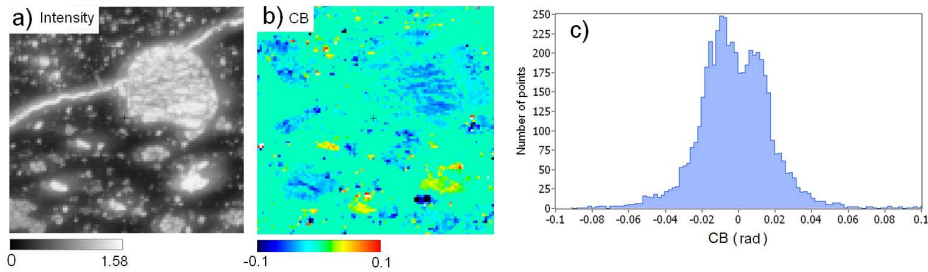 a) Intensity
b) CB
c)
0 1.58
-0.1 0.1
Number of points
250
225
200
175
150
125
100
75
50
25
0
-0.1 -0.08 -0.06 -0.04 -0.02 0 0.02 0.04 0.06 0.08 0.1
CB (rad)